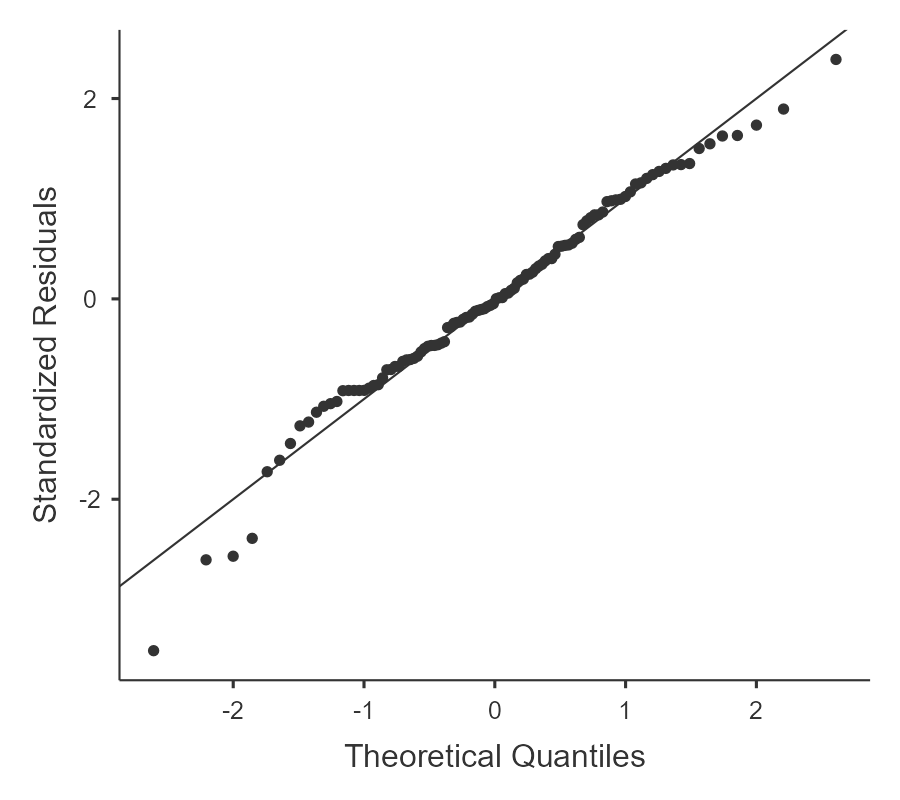 2
0
-2
Standardized Residuals
-2 -1 0 1 2
Theoretical Quantiles